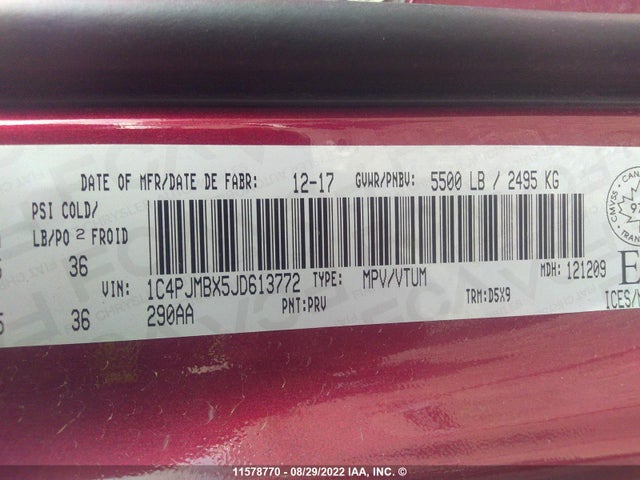 DATE OF MFR/DATE DE FABR: 12-17 GVWR/PNBV: 5500 LB / 2495 KG
PSI COLD/
LB/PO 2 FROID
36
VIN: 1C4PJMBX5JD613772 TYPE: MPV/VTUM MDH: 121209
36 290AA PNT: PRV TRM: D5X9
CMVSS
TRAN
E
ICES/
11578770 - 08/29/2022 IAA, INC. ©